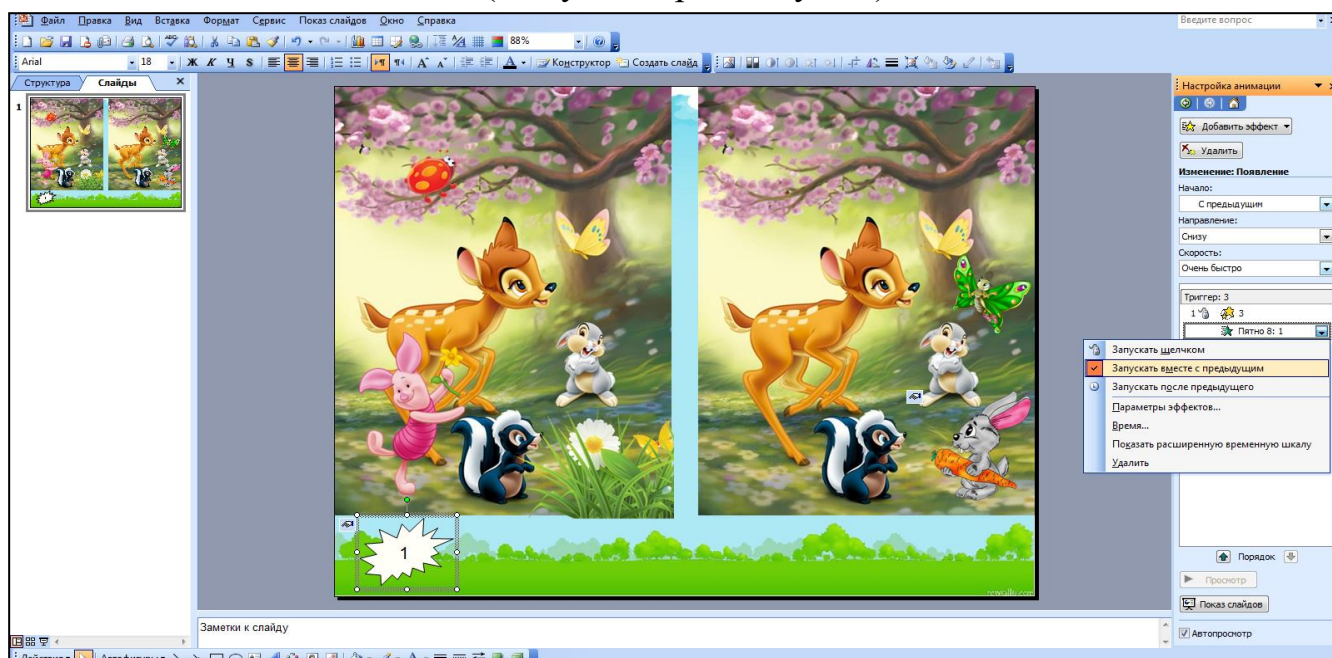 Файл Правка Вид Вставка Формат Сервис Показ слайдов Окно Справка
Введите вопрос
88%
Arial 18 Ж К Ч S Конструктор Создать слайд
Структура Слайды
1
Настройка анимации
Добавить эффект
Удалить
Изменение: Появление
Начало:
С предыдущим
Направление:
Снизу
Скорость:
Очень быстро
Триггер: 3
1 3
Пятно 8: 1
Запускать щелчком
Запускать вместе с предыдущим
Запускать после предыдущего
Параметры эффектов...
Время...
Показать расширенную временную шкалу
Удалить
1
Порядок
Просмотр
Показ слайдов
Автопросмотр
Заметки к слайду